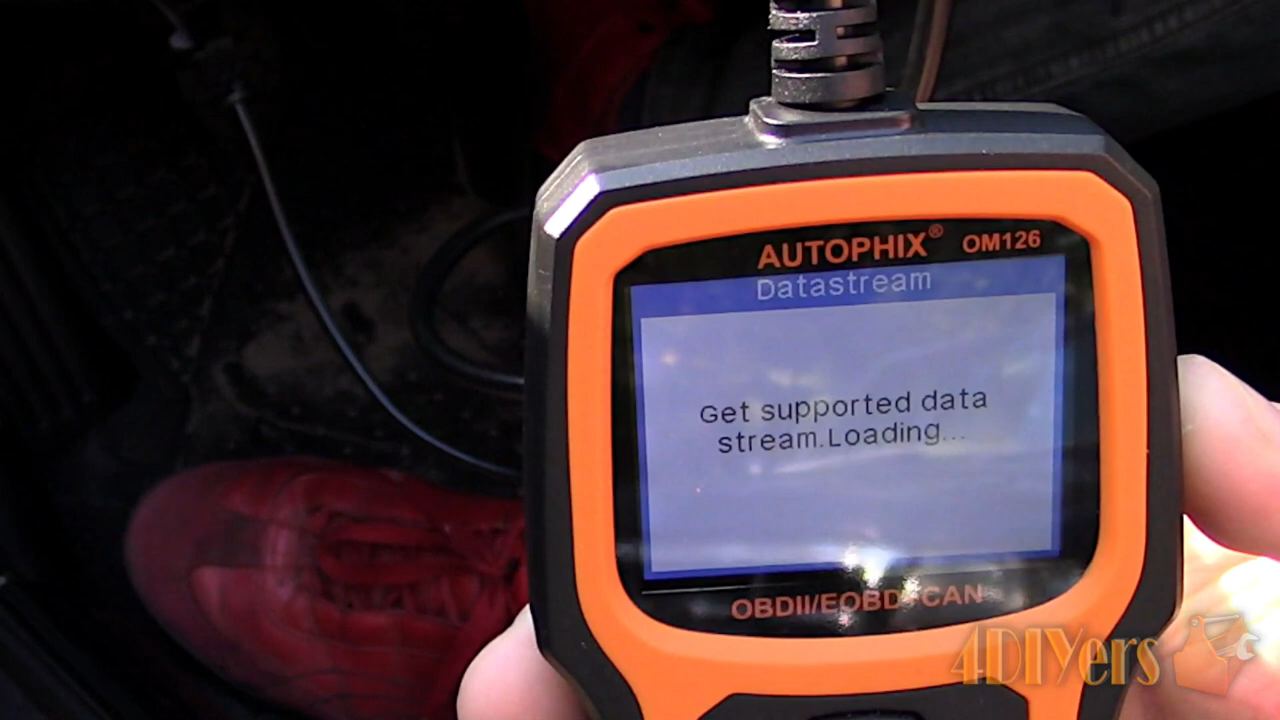 AUTOPHIX® OM126
Datastream
Get supported data
stream.Loading...
OBDII/EOBD+CAN
4DIYers